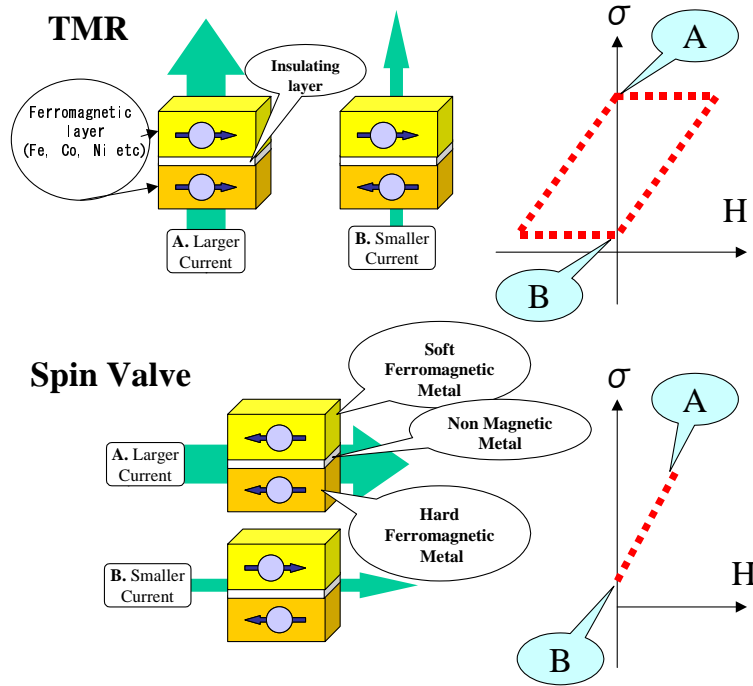 TMR
Insulating
layer
Ferromagnetic
layer
(Fe, Co, Ni etc)
A. Larger
Current
B. Smaller
Current
σ
A
H
B
Spin Valve
Soft
Ferromagnetic
Metal
Non Magnetic
Metal
A. Larger
Current
Hard
Ferromagnetic
Metal
B. Smaller
Current
σ
A
H
B